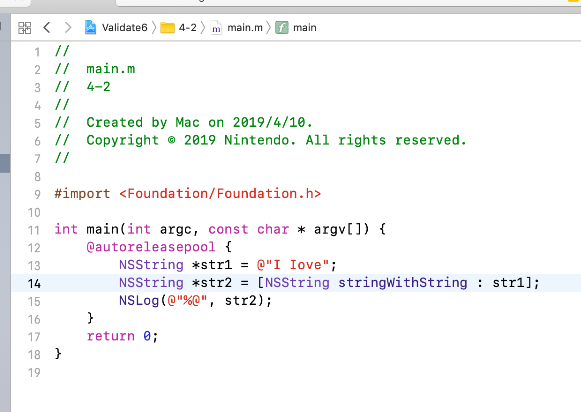 Validate6 〉 4-2 〉 m main.m 〉 f main
1 //
2 //  main.m
3 //  4-2
4 //
5 //  Created by Mac on 2019/4/10.
6 //  Copyright © 2019 Nintendo. All rights reserved.
7 //
8
9 #import <Foundation/Foundation.h>
10
11 int main(int argc, const char * argv[]) {
12     @autoreleasepool {
13         NSString *str1 = @"I Iove";
14         NSString *str2 = [NSString stringWithString : str1];
15         NSLog(@"%@", str2);
16     }
17     return 0;
18 }
19